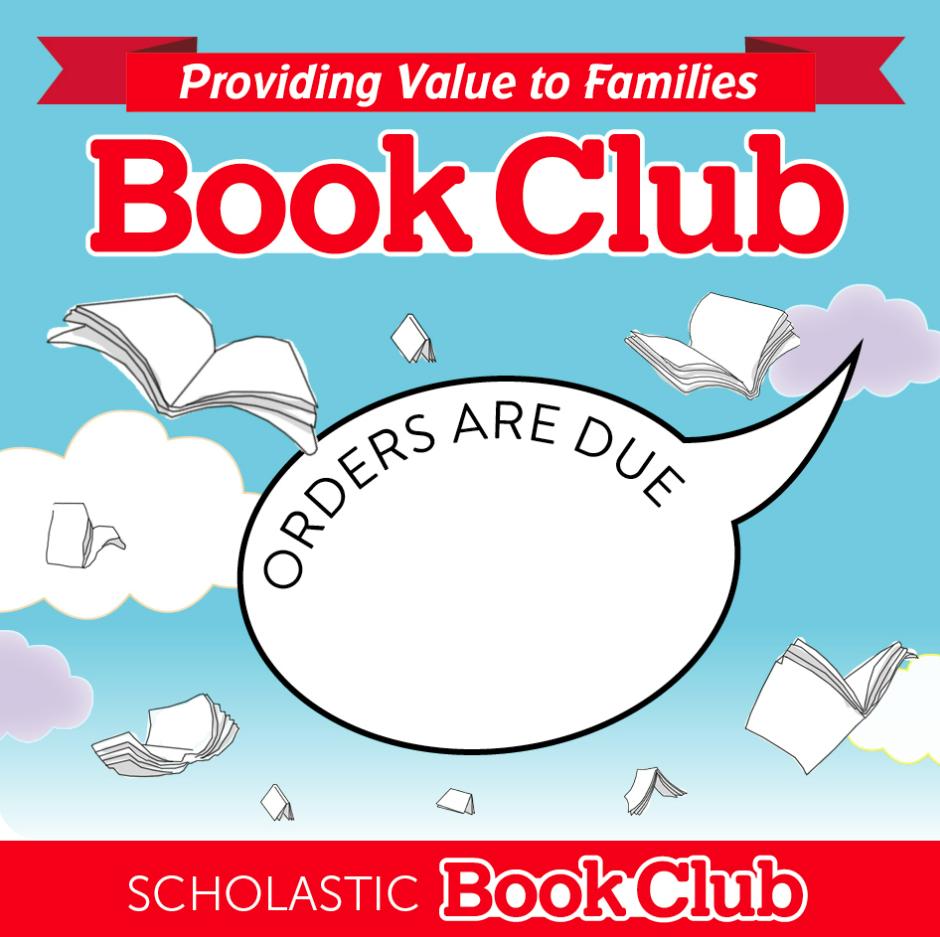 Providing Value to Families
Book Club
ORDERS ARE DUE
SCHOLASTIC Book Club